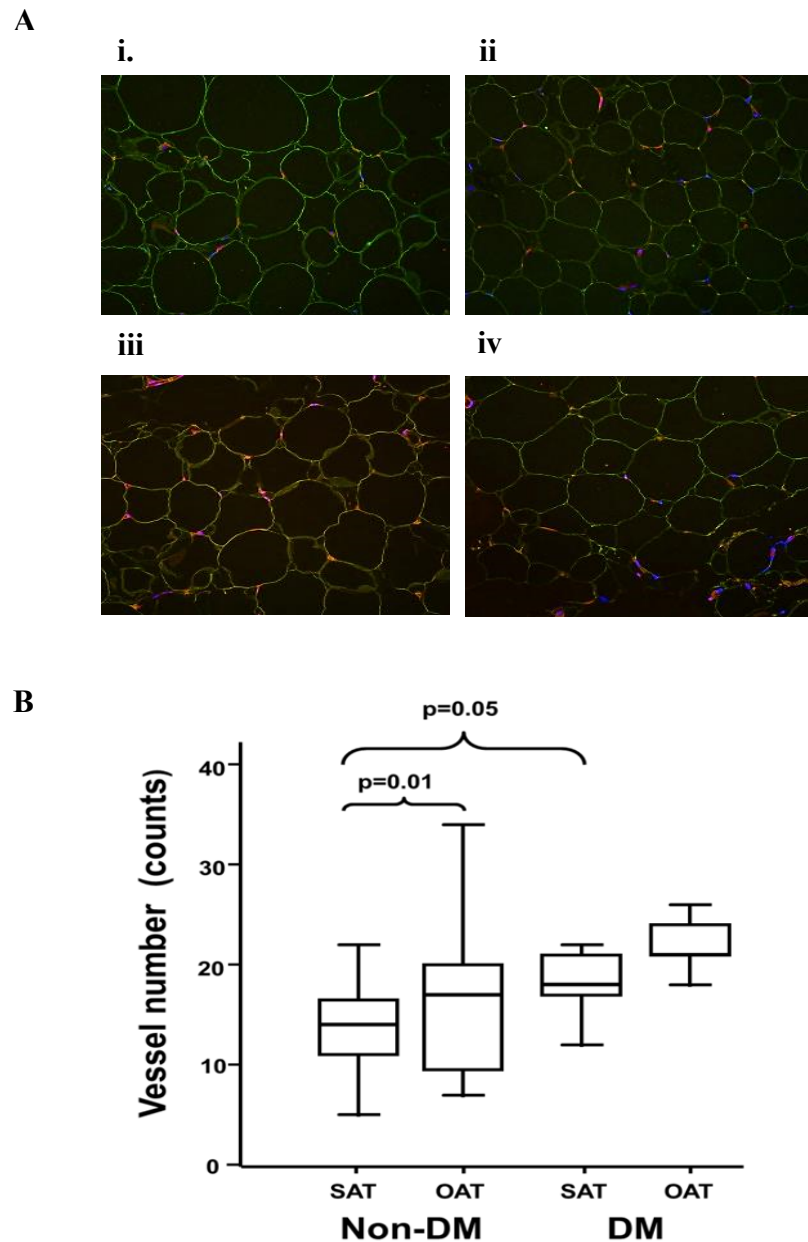 A
i. ii
iii iv
B
p=0.05
p=0.01
Vessel number (counts)
40
30
20
10
0
SAT OAT SAT OAT
Non-DM DM